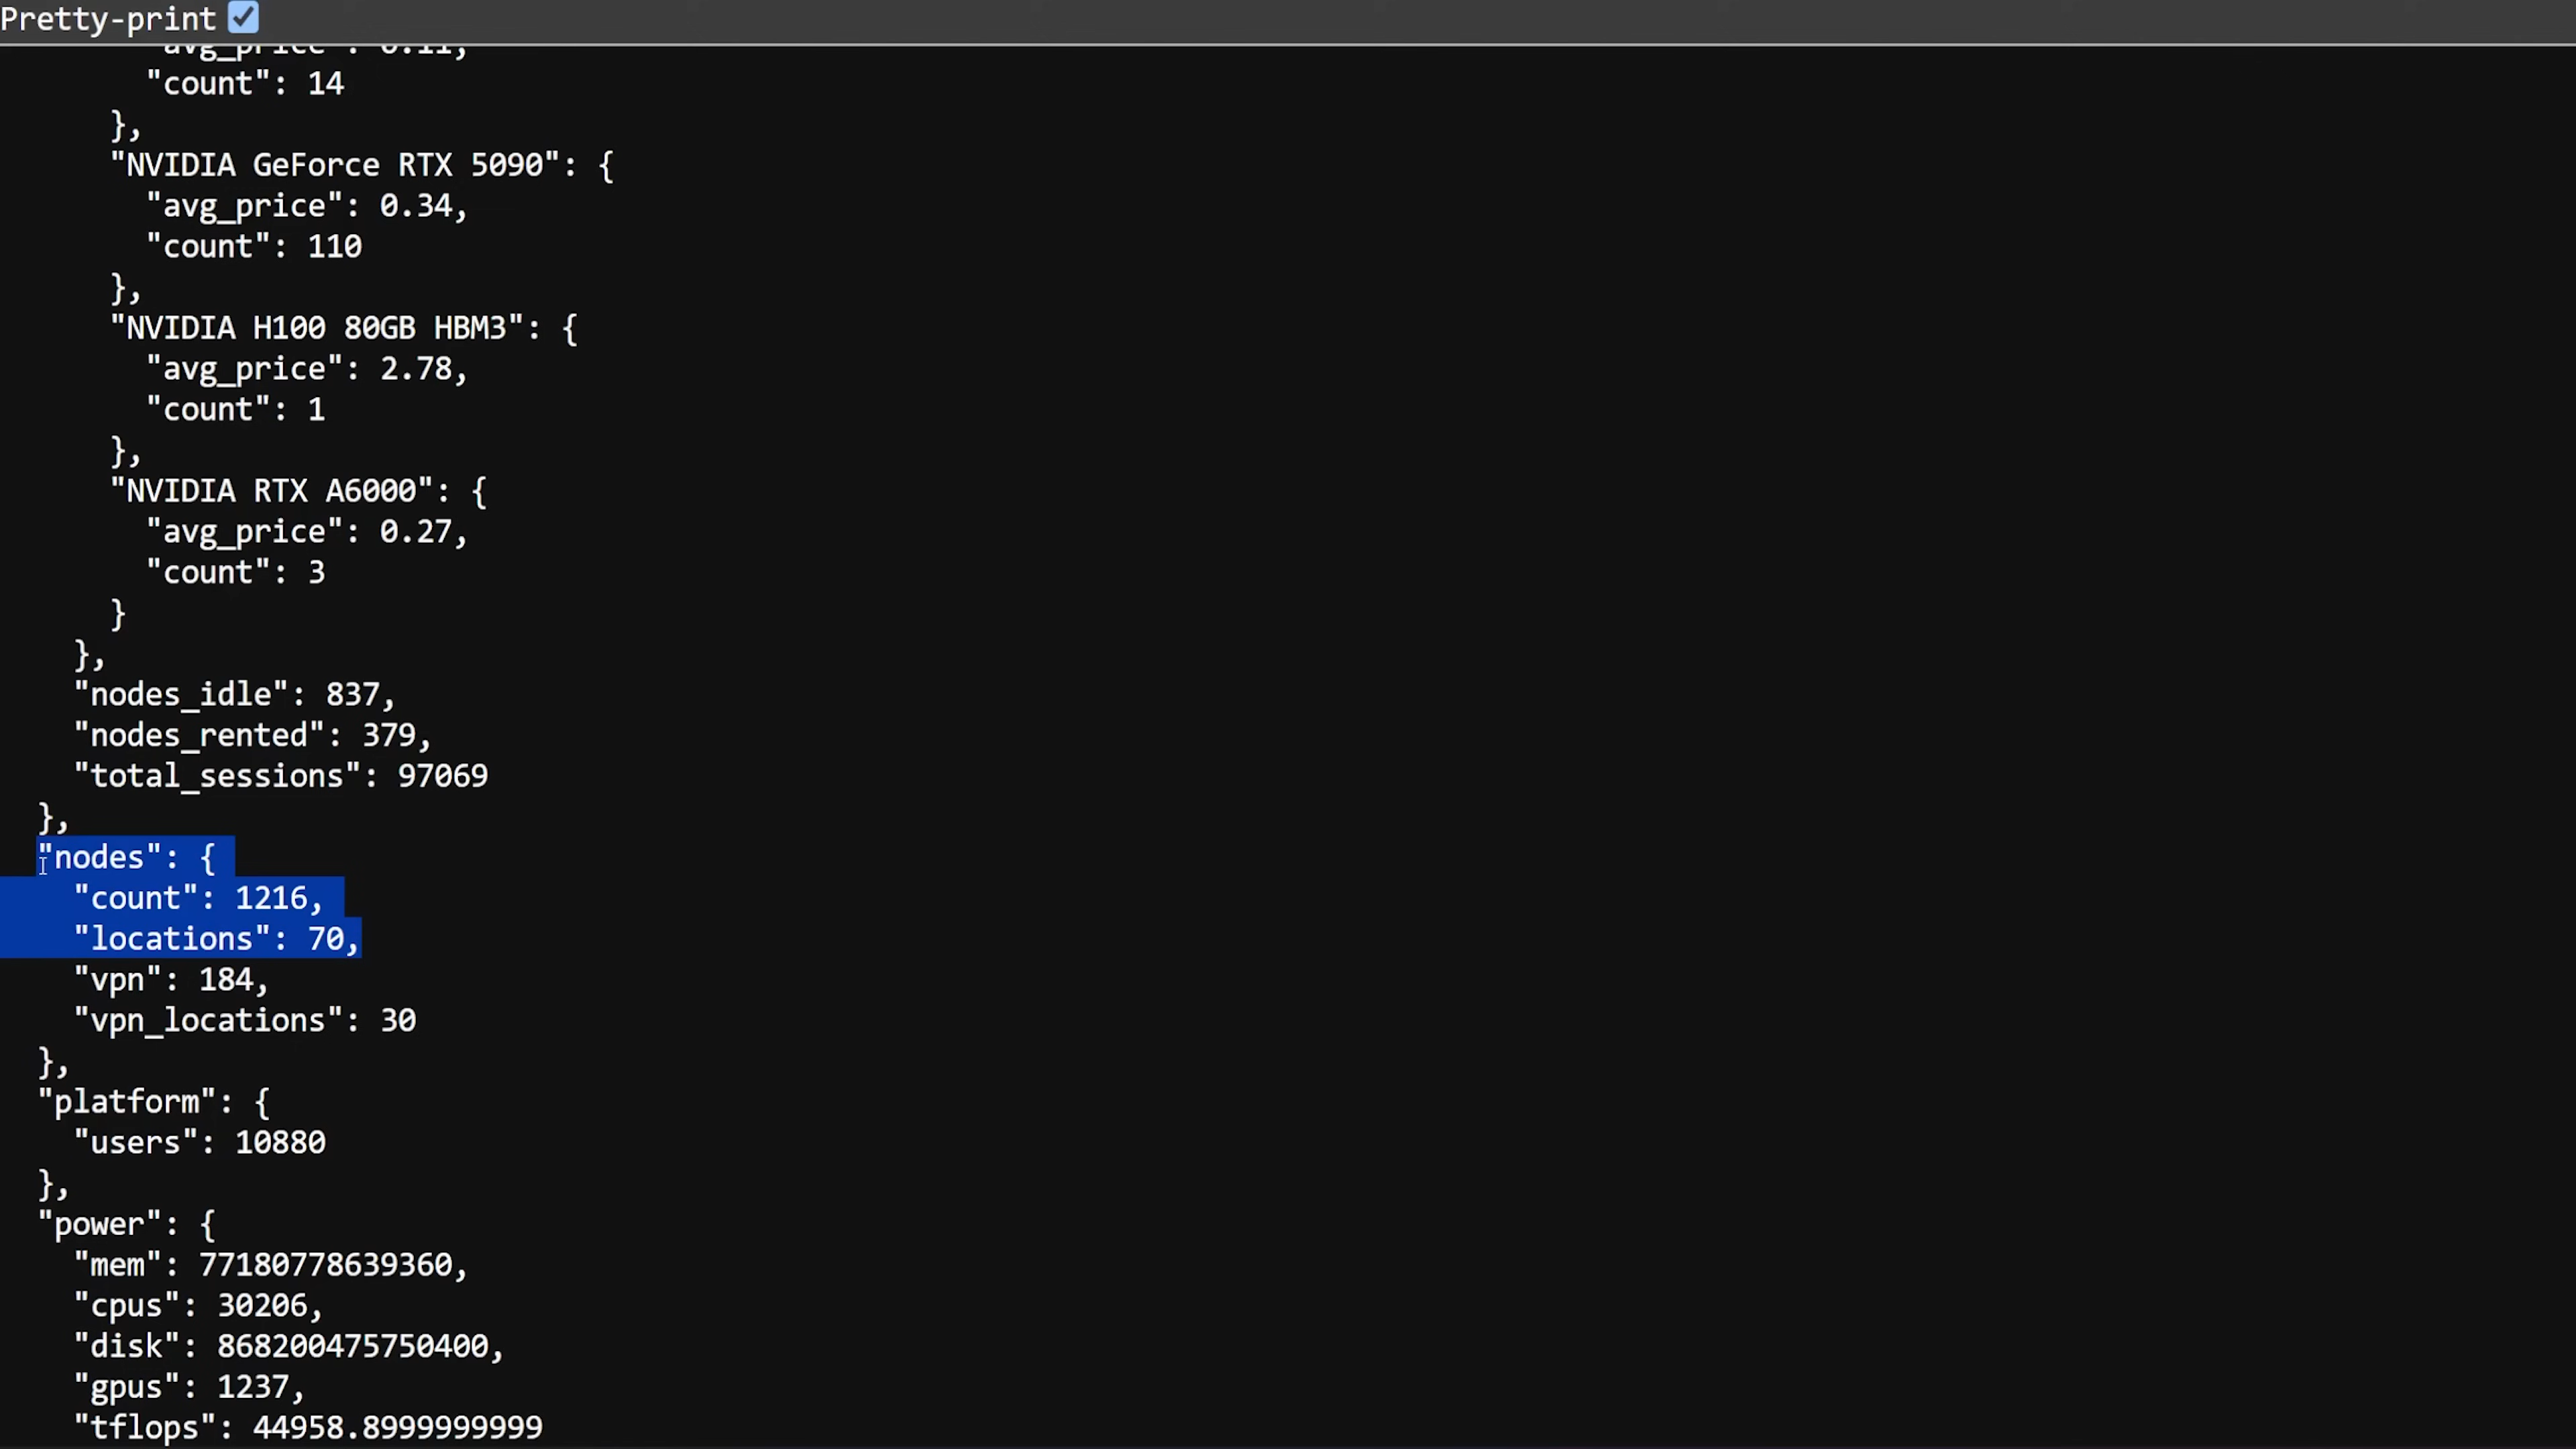 Pretty-print
avg_price": 0.11,
"count": 14
},
"NVIDIA GeForce RTX 5090": {
"avg_price": 0.34,
"count": 110
},
"NVIDIA H100 80GB HBM3": {
"avg_price": 2.78,
"count": 1
},
"NVIDIA RTX A6000": {
"avg_price": 0.27,
"count": 3
}
},
"nodes_idle": 837,
"nodes_rented": 379,
"total_sessions": 97069
},
"nodes": {
"count": 1216,
"locations": 70,
"vpn": 184,
"vpn_locations": 30
},
"platform": {
"users": 10880
},
"power": {
"mem": 77180778639360,
"cpus": 30206,
"disk": 868200475750400,
"gpus": 1237,
"tflops": 44958.8999999999